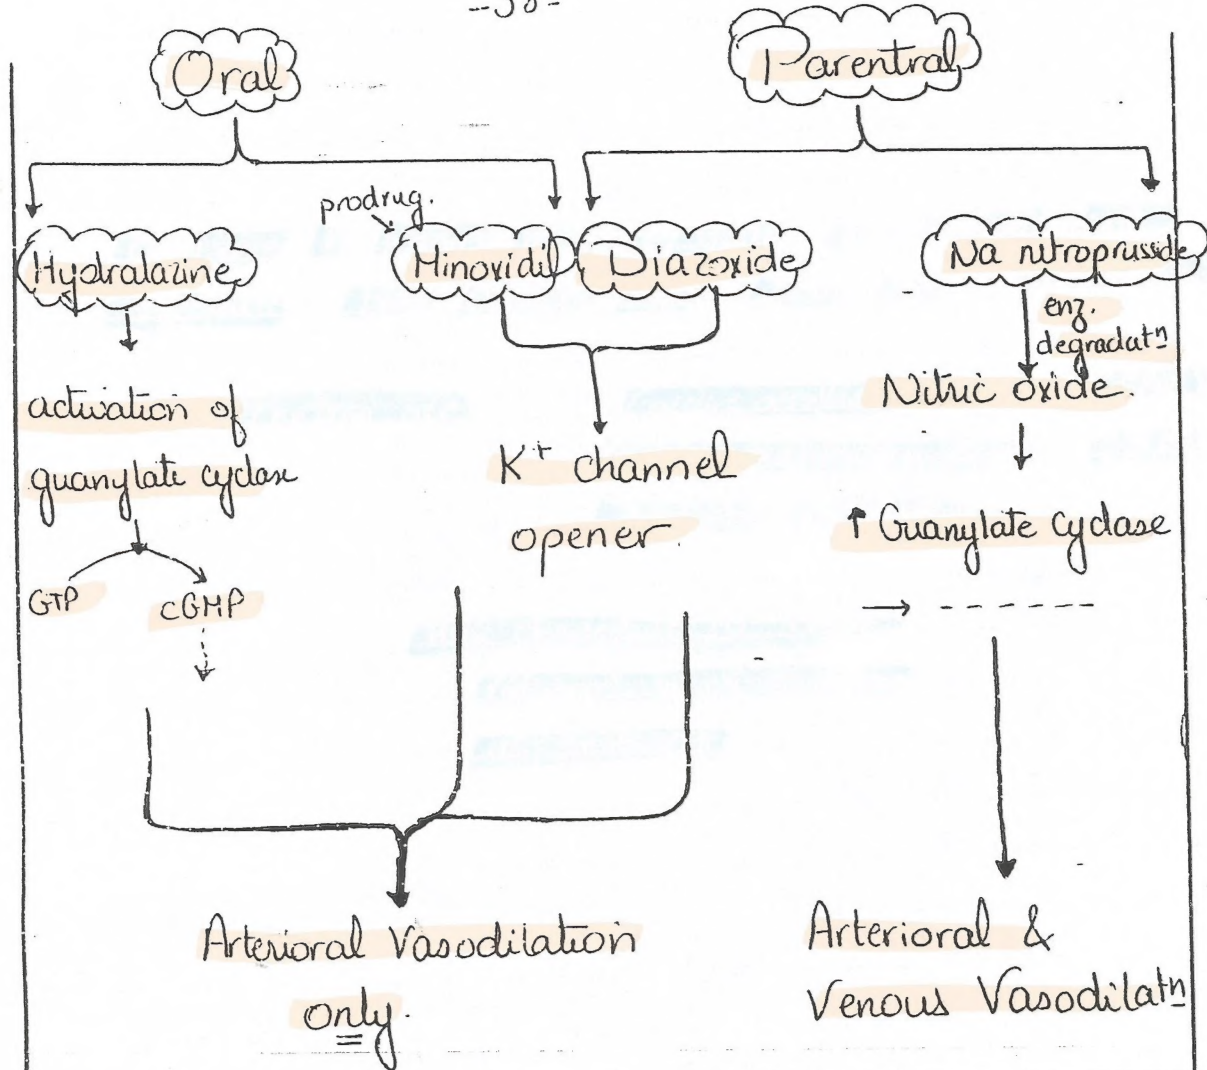 Oral
Parentral
prodrug.
Hydralazine
Minoxidil
Diazoxide
Na nitroprusside
enz.
degradatn
activation of
guanylate cyclase
GTP
cGMP
K+ channel
opener.
Nitric oxide.
↑ Guanylate cyclase
Arterioral Vasodilation
only.
Arterioral &
Venous Vasodilatn